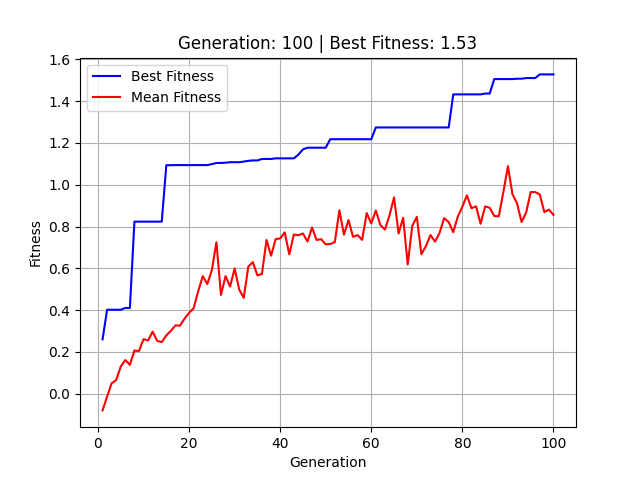 Generation: 100 | Best Fitness: 1.53
Best Fitness
Mean Fitness
Fitness
1.6
1.4
1.2
1.0
0.8
0.6
0.4
0.2
0.0
0 20 40 60 80 100
Generation